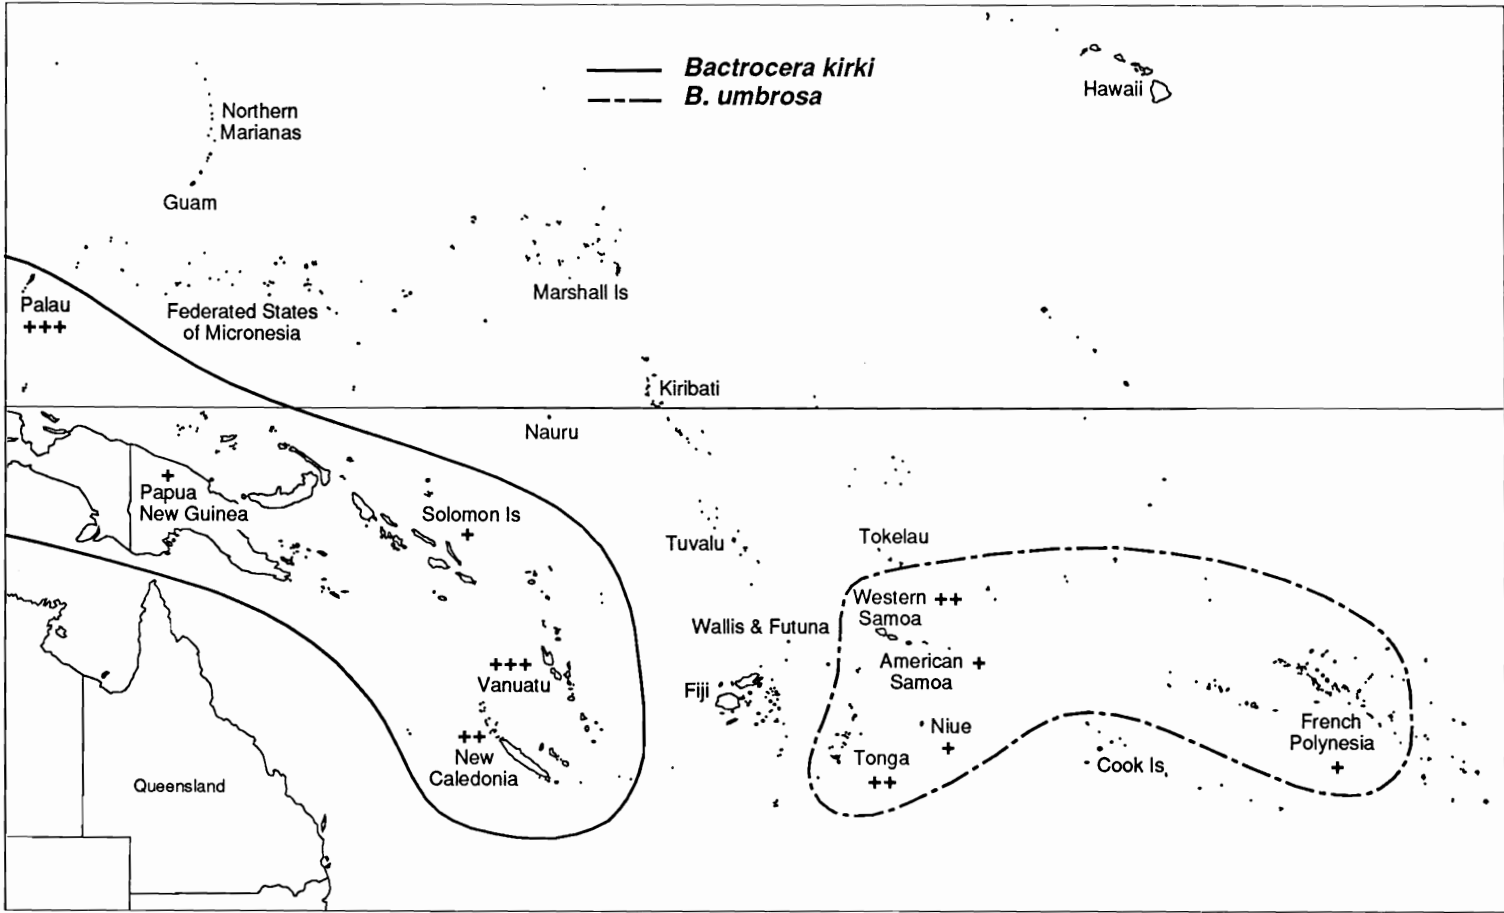 Bactrocera kirki
B. umbrosa
Hawaii
Northern
Marianas
Guam
Marshall Is
Palau
+++
Federated States
of Micronesia
Kiribati
Nauru
+
Papua
New Guinea
Solomon Is
+
Tuvalu
Tokelau
Western ++
Samoa
Wallis & Futuna
American +
Samoa
+++
Vanuatu
Fiji
++
New
Caledonia
Niue
+
Tonga
++
Cook Is
French
Polynesia
+
Queensland